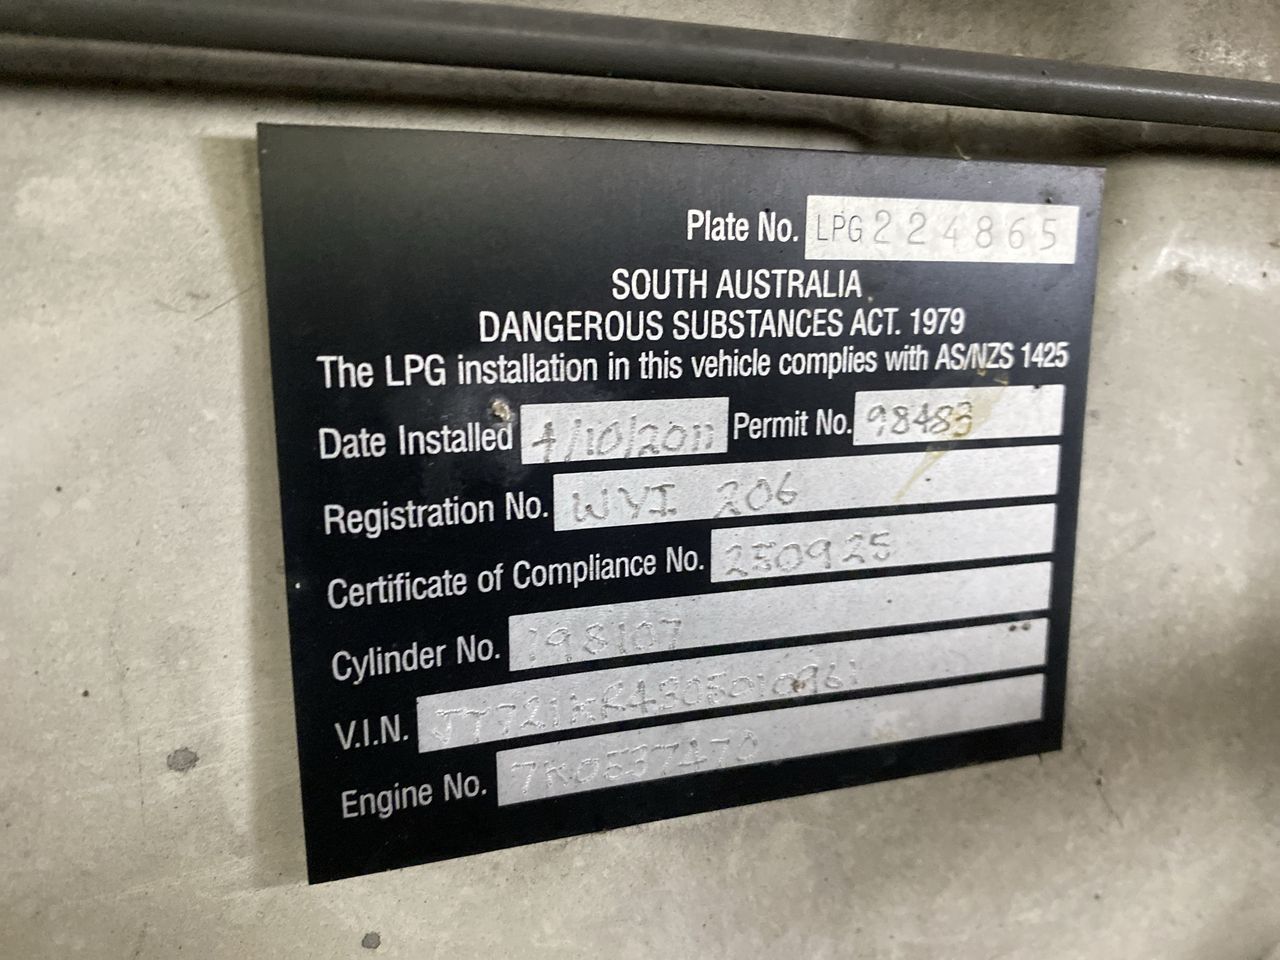 Plate No. LPG 224865
SOUTH AUSTRALIA
DANGEROUS SUBSTANCES ACT. 1979
The LPG installation in this vehicle complies with AS/NZS 1425
Date Installed 1/10/2011 Permit No. 98483
Registration No. WYI 206
Certificate of Compliance No. 250925
Cylinder No. 198107
V.I.N.
Engine No. 7K0537470